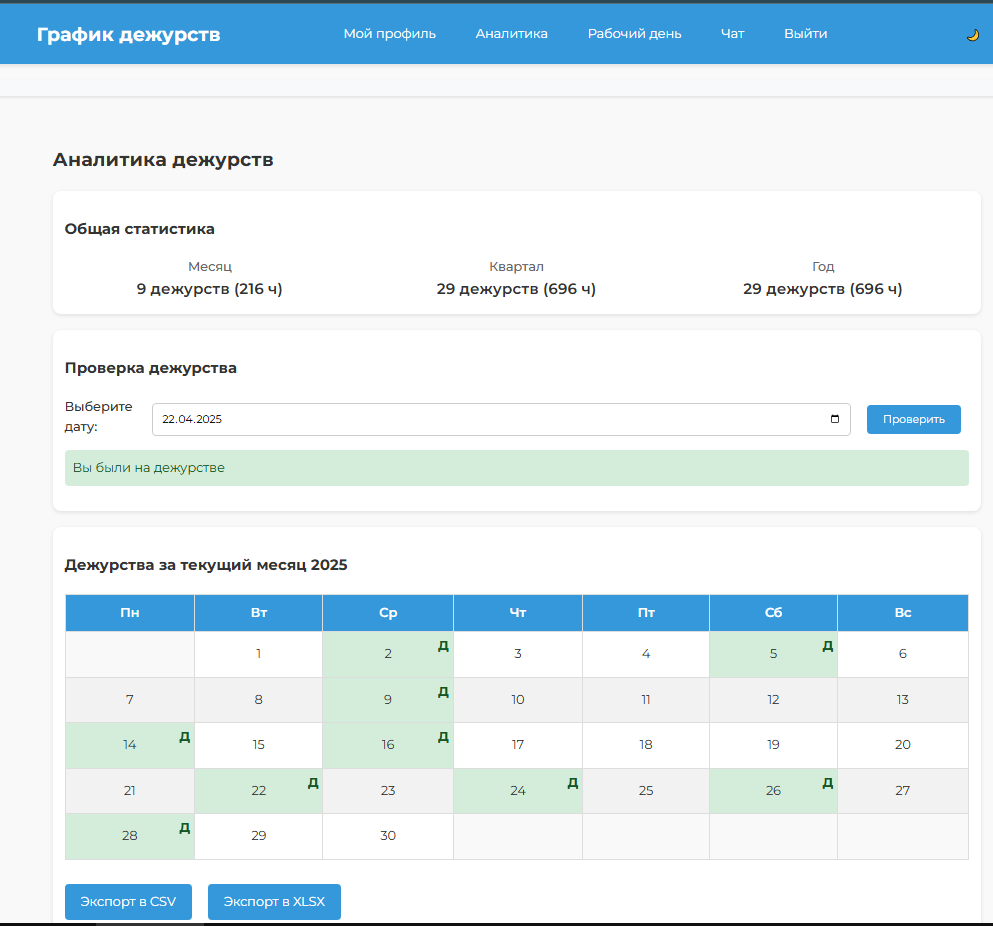 График дежурств Мой профиль Аналитика Рабочий день Чат Выйти
Аналитика дежурств
Общая статистика
Месяц Квартал Год
9 дежурств (216 ч) 29 дежурств (696 ч) 29 дежурств (696 ч)
Проверка дежурства
Выберите
дату:
22.04.2025 Проверить
Вы были на дежурстве
Дежурства за текущий месяц 2025
Пн Вт Ср Чт Пт Сб Вс
1 2 Д 3 4 5 Д 6
7 8 9 Д 10 11 12 13
14 Д 15 16 Д 17 18 19 20
21 22 Д 23 24 Д 25 26 Д 27
28 Д 29 30
Экспорт в CSV Экспорт в XLSX